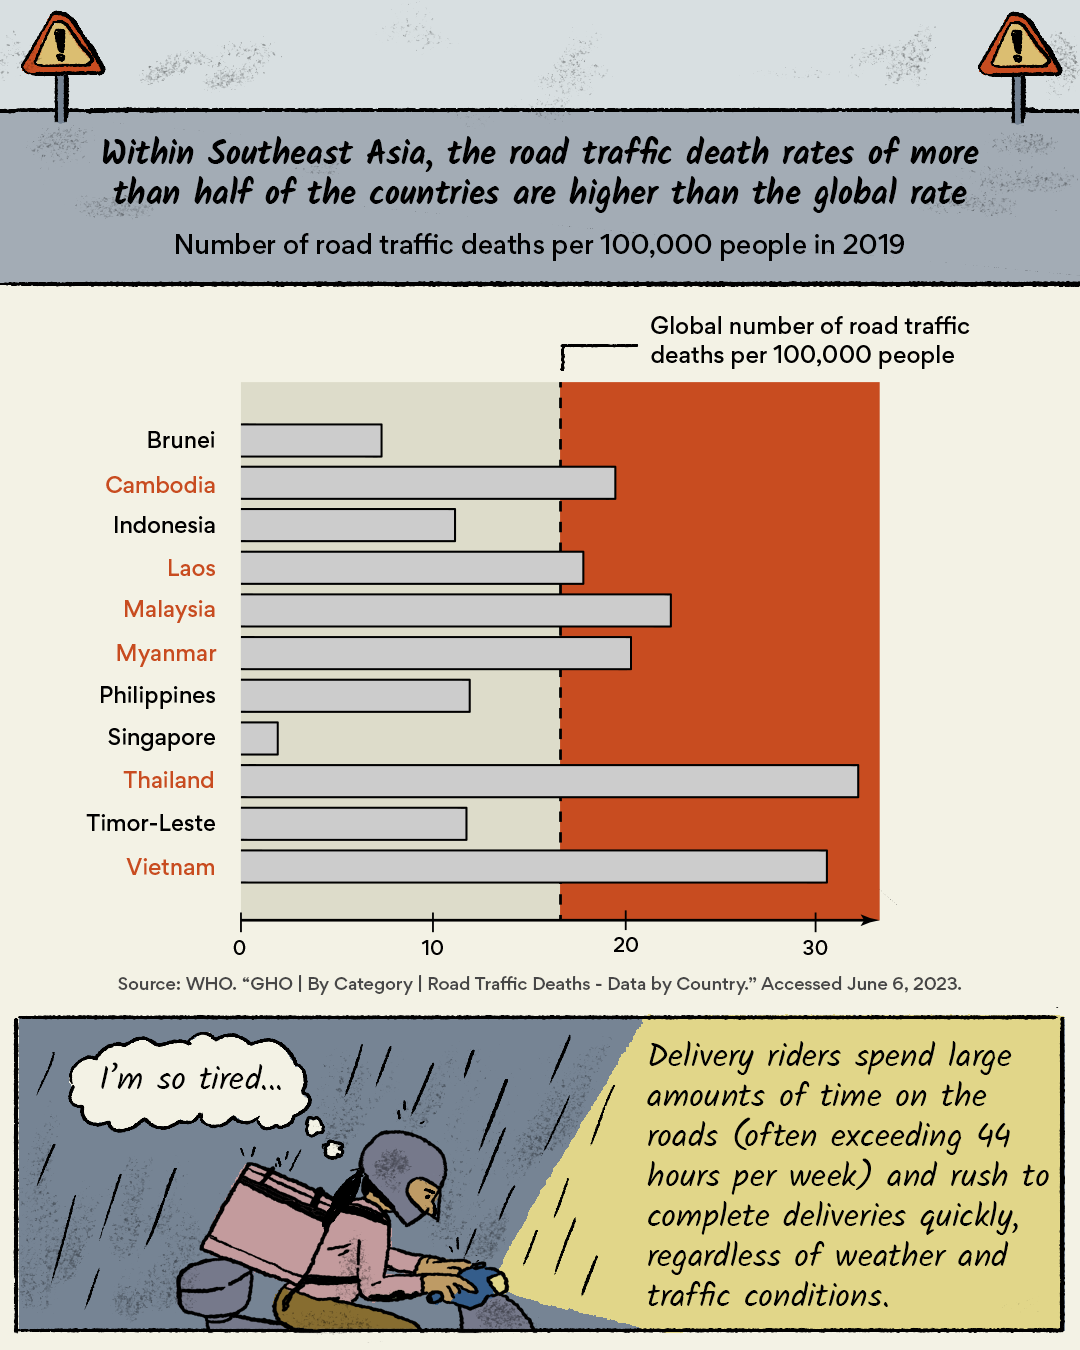 Within Southeast Asia, the road traffic death rates of more
than half of the countries are higher than the global rate
Number of road traffic deaths per 100,000 people in 2019
Global number of road traffic
deaths per 100,000 people
Brunei
Cambodia
Indonesia
Laos
Malaysia
Myanmar
Philippines
Singapore
Thailand
Timor-Leste
Vietnam
0 10 20 30
Source: WHO. “GHO | By Category | Road Traffic Deaths - Data by Country.” Accessed June 6, 2023.
I'm so tired...
Delivery riders spend large
amounts of time on the
roads (often exceeding 44
hours per week) and rush to
complete deliveries quickly,
regardless of weather and
traffic conditions.